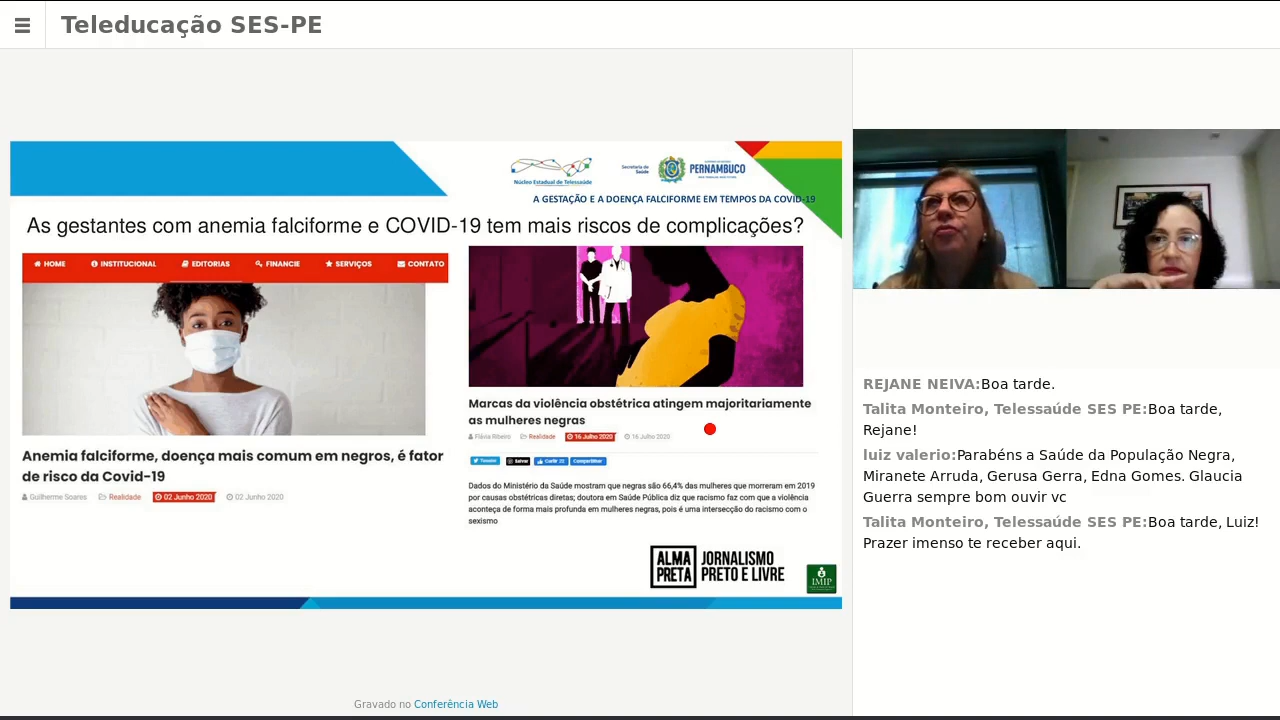 Teleducação SES-PE
Núcleo Estadual de Telessaúde
Secretaria de
Saúde
PERNAMBUCO
A GESTAÇÃO E A DOENÇA FALCIFORME EM TEMPOS DA COVID-19
As gestantes com anemia falciforme e COVID-19 tem mais riscos de complicações?
HOME INSTITUCIONAL EDITORIAS FINANCIE SERVIÇOS CONTATO
Anemia falciforme, doença mais comum em negros, é fator
de risco da Covid-19
Guilherme Soares Realidade 02 Junho 2020 02 Junho 2020
Marcas da violência obstétrica atingem majoritariamente
as mulheres negras
Flávia Ribeiro Realidade 16 Julho 2020 16 Julho 2020
Salvar Curtir Compartilhar
Dados do Ministério da Saúde mostram que negras são 66,4% das mulheres que morreram em 2019
por causas obstétricas diretas; doutora em Saúde Pública diz que racismo faz com que a violência
aconteça de forma mais profunda em mulheres negras, pois é uma intersecção do racismo com o
sexismo
ALMA
PRETA
JORNALISMO
PRETO E LIVRE
IMIP
REJANE NEIVA:Boa tarde.
Talita Monteiro, Telessaúde SES PE:Boa tarde,
Rejane!
luiz valerio:Parabéns a Saúde da População Negra,
Miranete Arruda, Gerusa Gerra, Edna Gomes. Glaucia
Guerra sempre bom ouvir vc
Talita Monteiro, Telessaúde SES PE:Boa tarde, Luiz!
Prazer imenso te receber aqui.
Gravado no Conferência Web